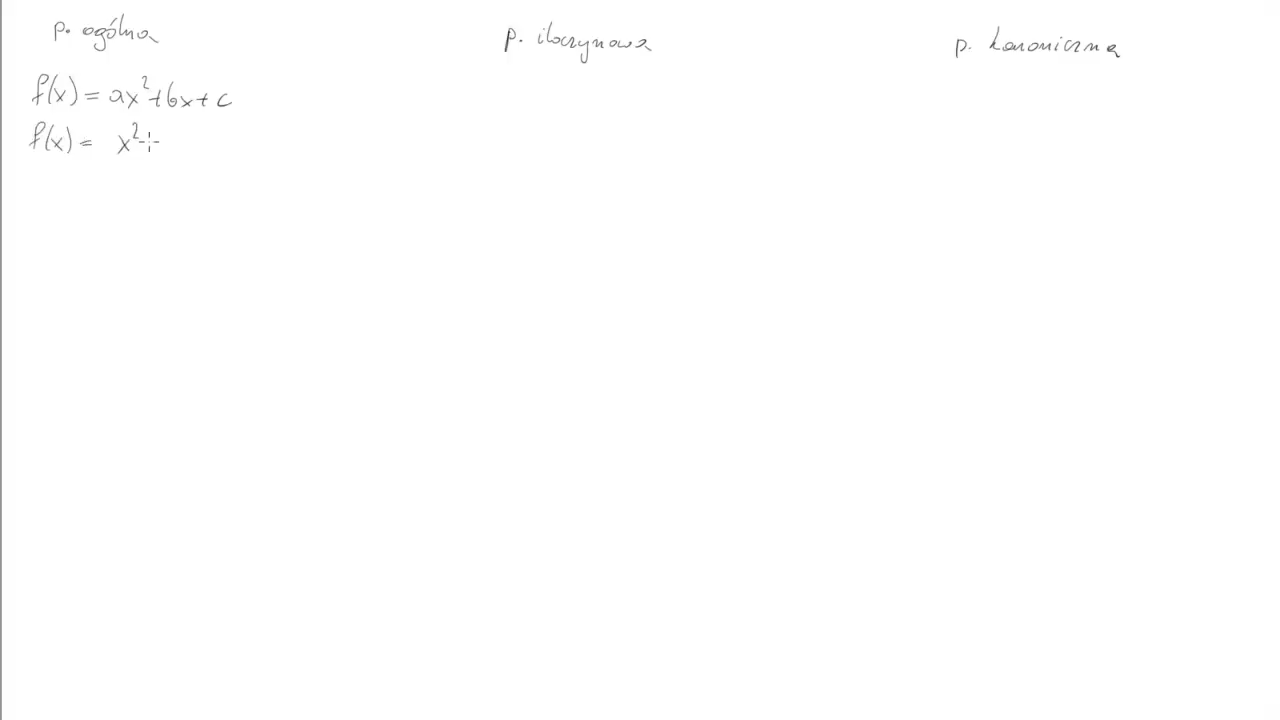 p. ogólna
p. iloczynowa
p. kanoniczna
f(x) = ax²+bx+c
f(x) = x²+